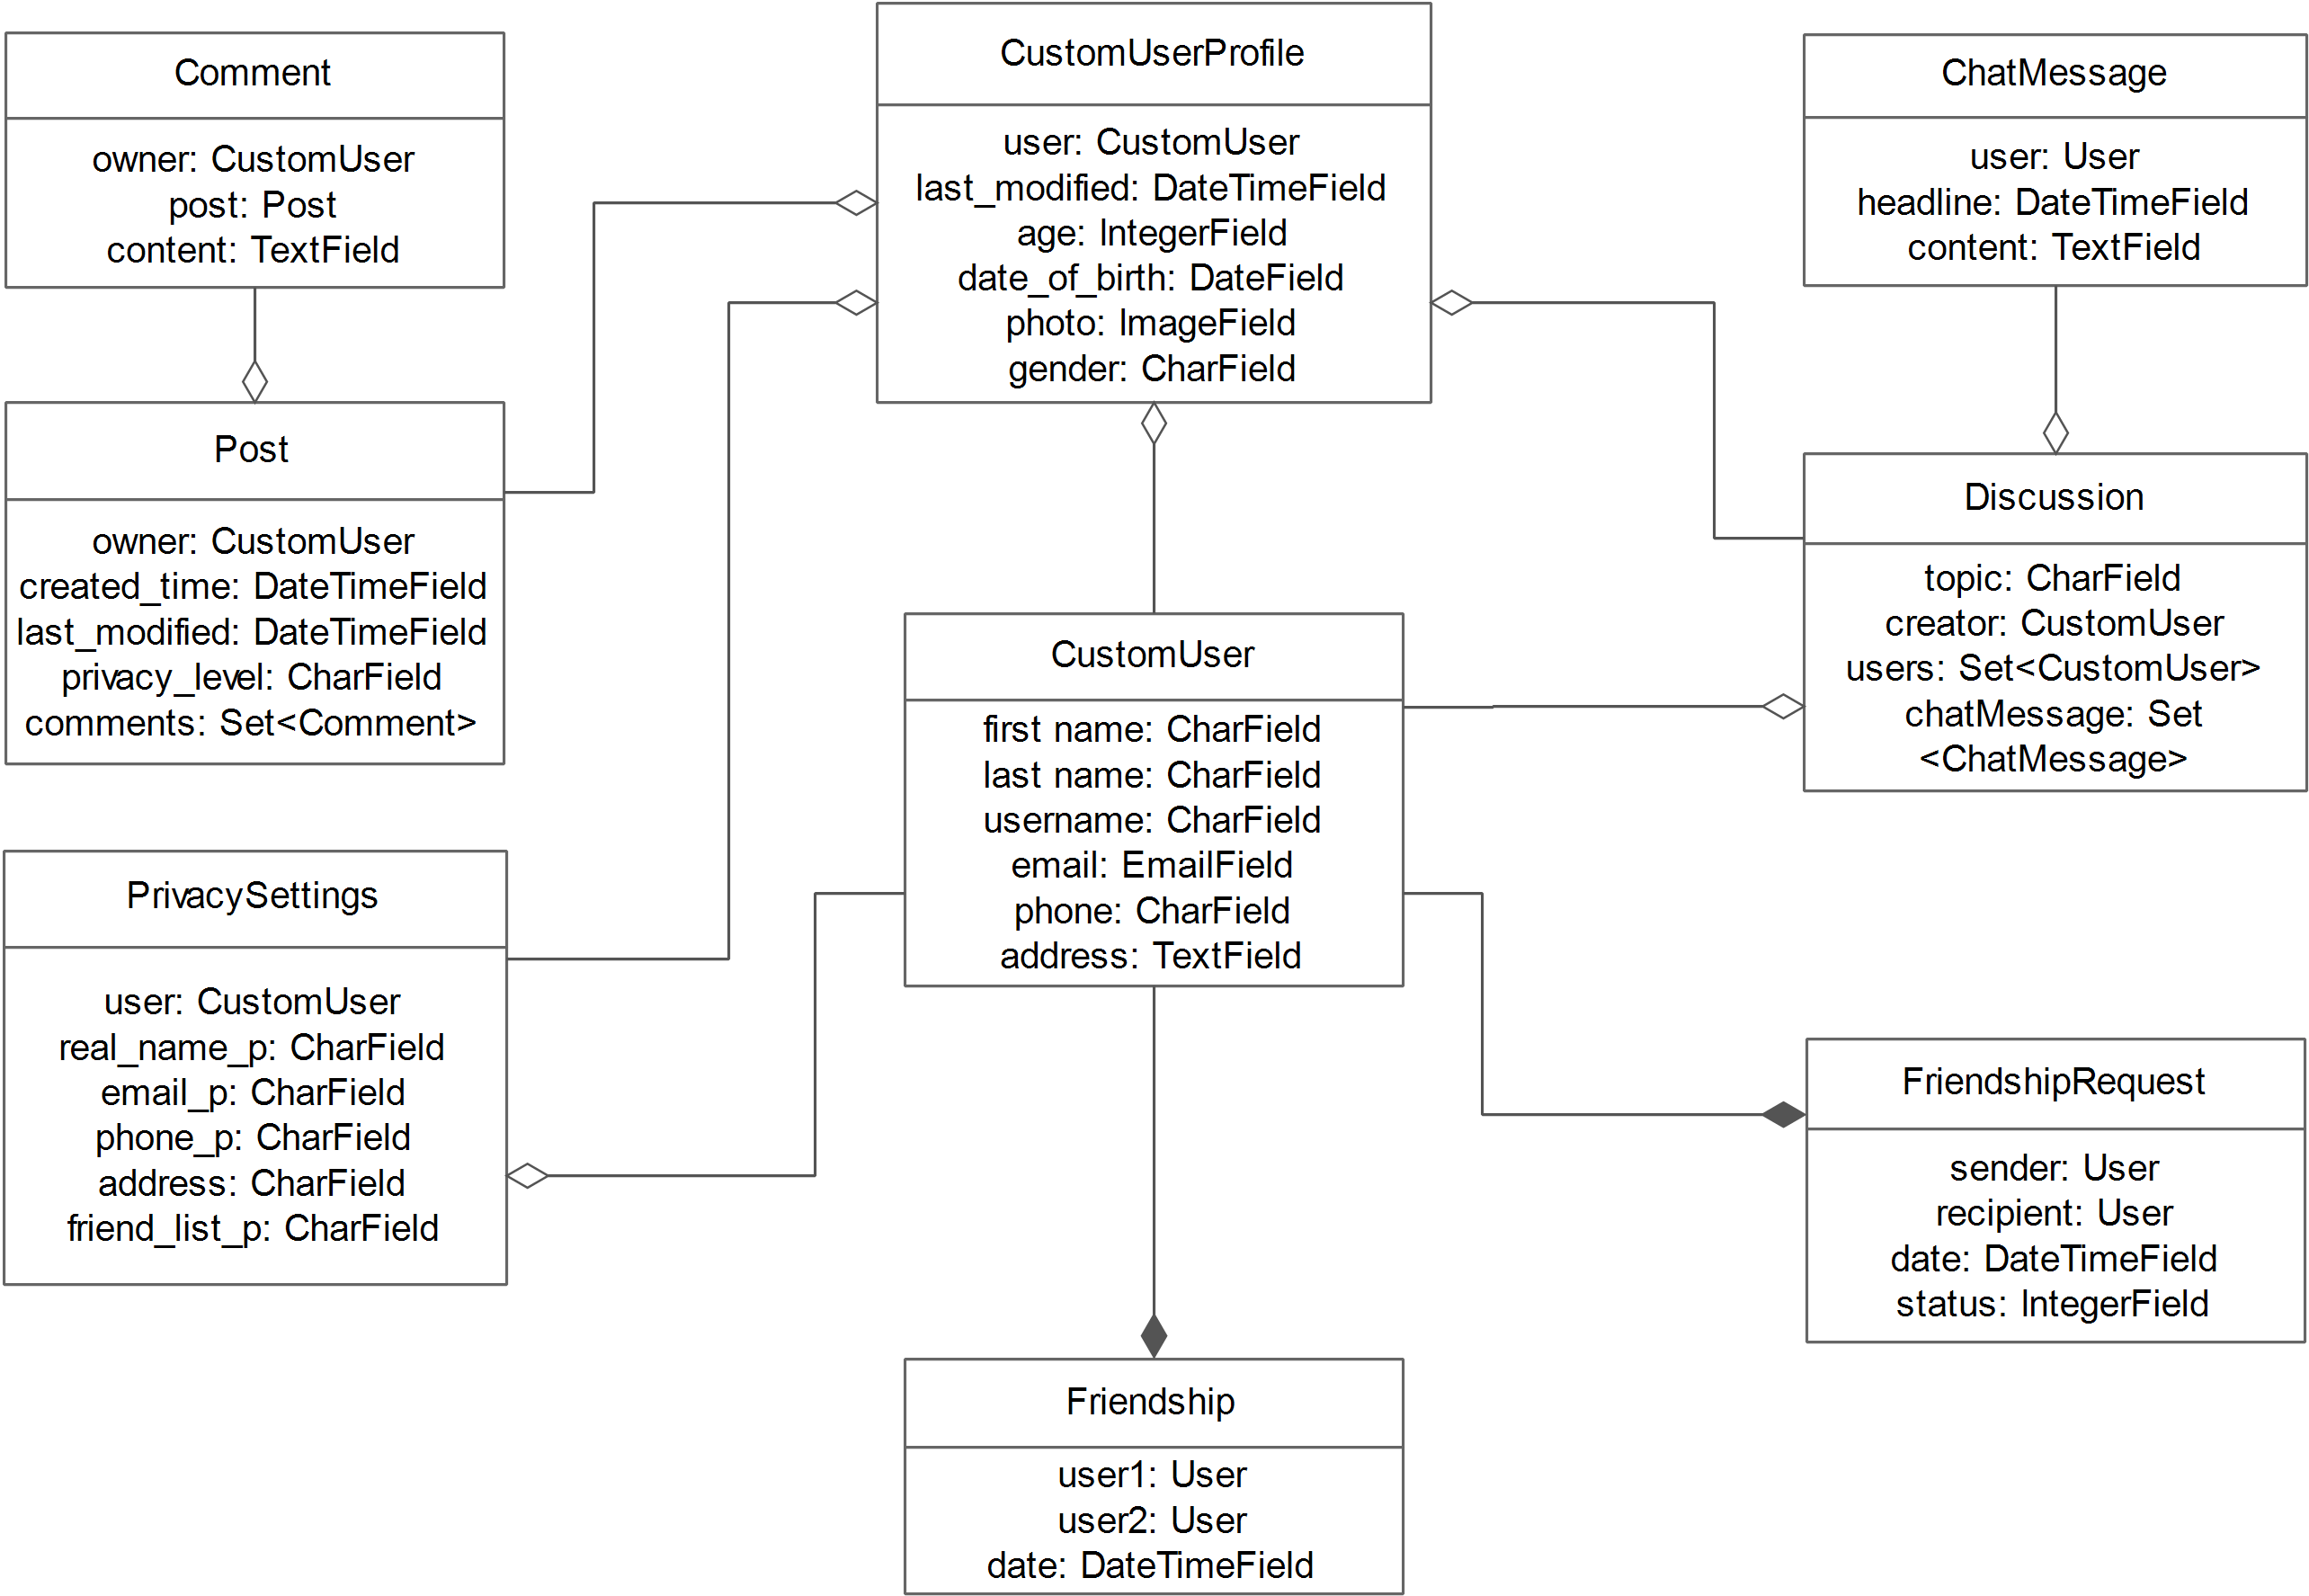 Comment
owner: CustomUser
post: Post
content: TextField
CustomUserProfile
user: CustomUser
last_modified: DateTimeField
age: IntegerField
date_of_birth: DateField
photo: ImageField
gender: CharField
ChatMessage
user: User
headline: DateTimeField
content: TextField
Post
owner: CustomUser
created_time: DateTimeField
last_modified: DateTimeField
privacy_level: CharField
comments: Set<Comment>
Discussion
topic: CharField
creator: CustomUser
users: Set<CustomUser>
chatMessage: Set
<ChatMessage>
CustomUser
first name: CharField
last name: CharField
username: CharField
email: EmailField
phone: CharField
address: TextField
PrivacySettings
user: CustomUser
real_name_p: CharField
email_p: CharField
phone_p: CharField
address: CharField
friend_list_p: CharField
FriendshipRequest
sender: User
recipient: User
date: DateTimeField
status: IntegerField
Friendship
user1: User
user2: User
date: DateTimeField